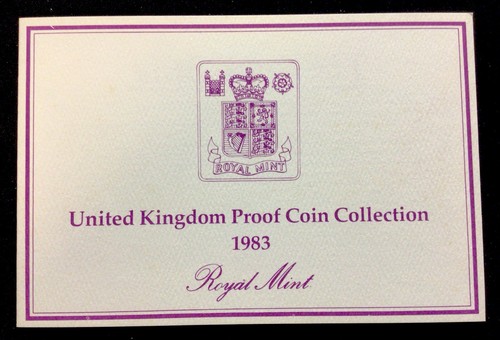 ROYAL MINT
United Kingdom Proof Coin Collection
1983
Royal Mint